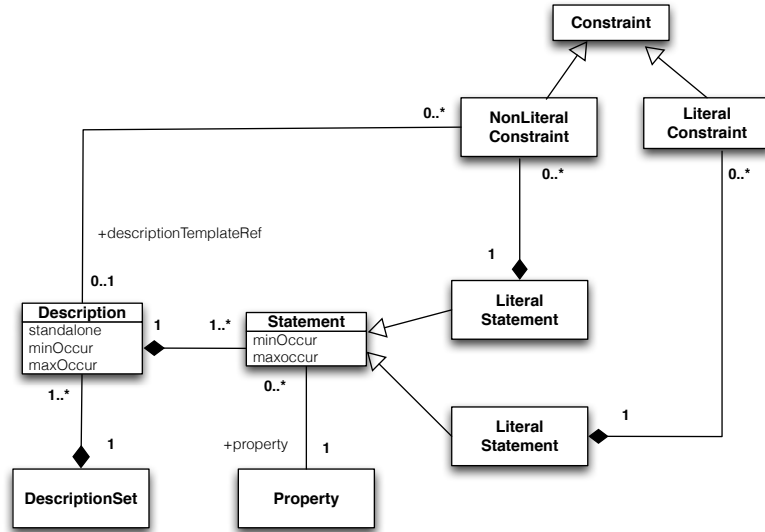 Constraint
NonLiteral
Constraint
Literal
Constraint
0..*
0..*
0..*
+descriptionTemplateRef
1
0..1
Description
standalone
minOccur
maxOccur
1
1..*
Statement
minOccur
maxoccur
Literal
Statement
1..*
0..*
Literal
Statement
1
1
+property
1
DescriptionSet
Property